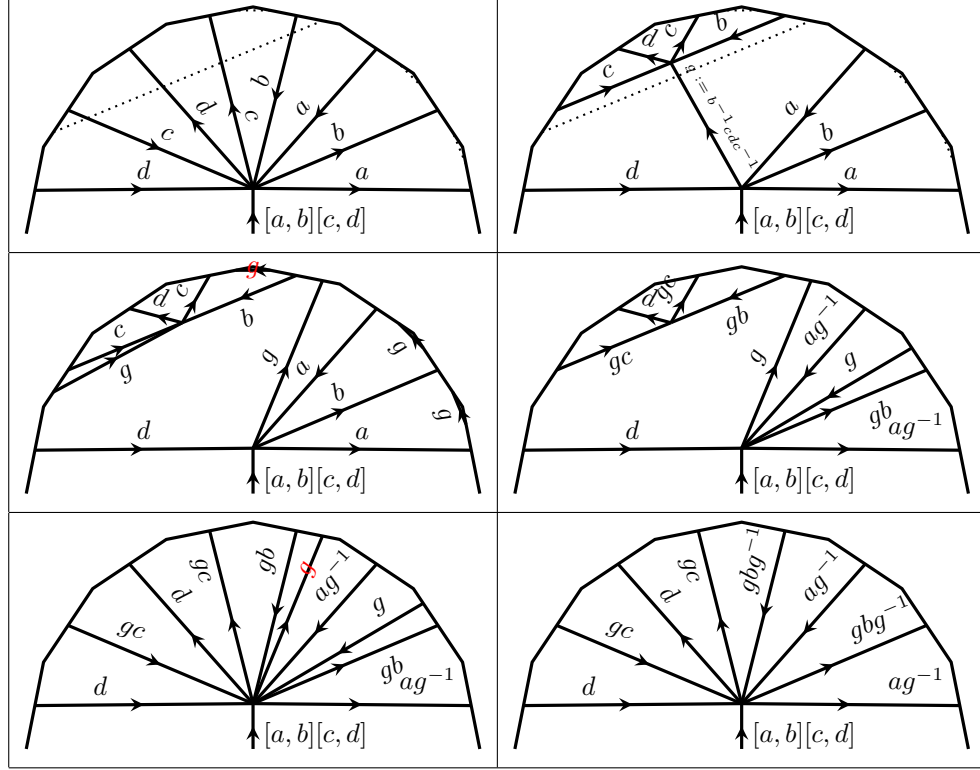 d
c
d
c
b
a
b
a
[a, b][c, d]
c
d
c
b
g := b⁻¹cdc⁻¹
a
b
d
a
[a, b][c, d]
g
c
d
c
b
g
g
a
g
b
g
d
a
[a, b][c, d]
d
gc
gc
gb
g
ag⁻¹
g
gb
d
ag⁻¹
[a, b][c, d]
gc
d
gc
gb
g
ag⁻¹
g
gb
d
ag⁻¹
[a, b][c, d]
gc
d
gc
gbg⁻¹
ag⁻¹
gbg⁻¹
d
ag⁻¹
[a, b][c, d]